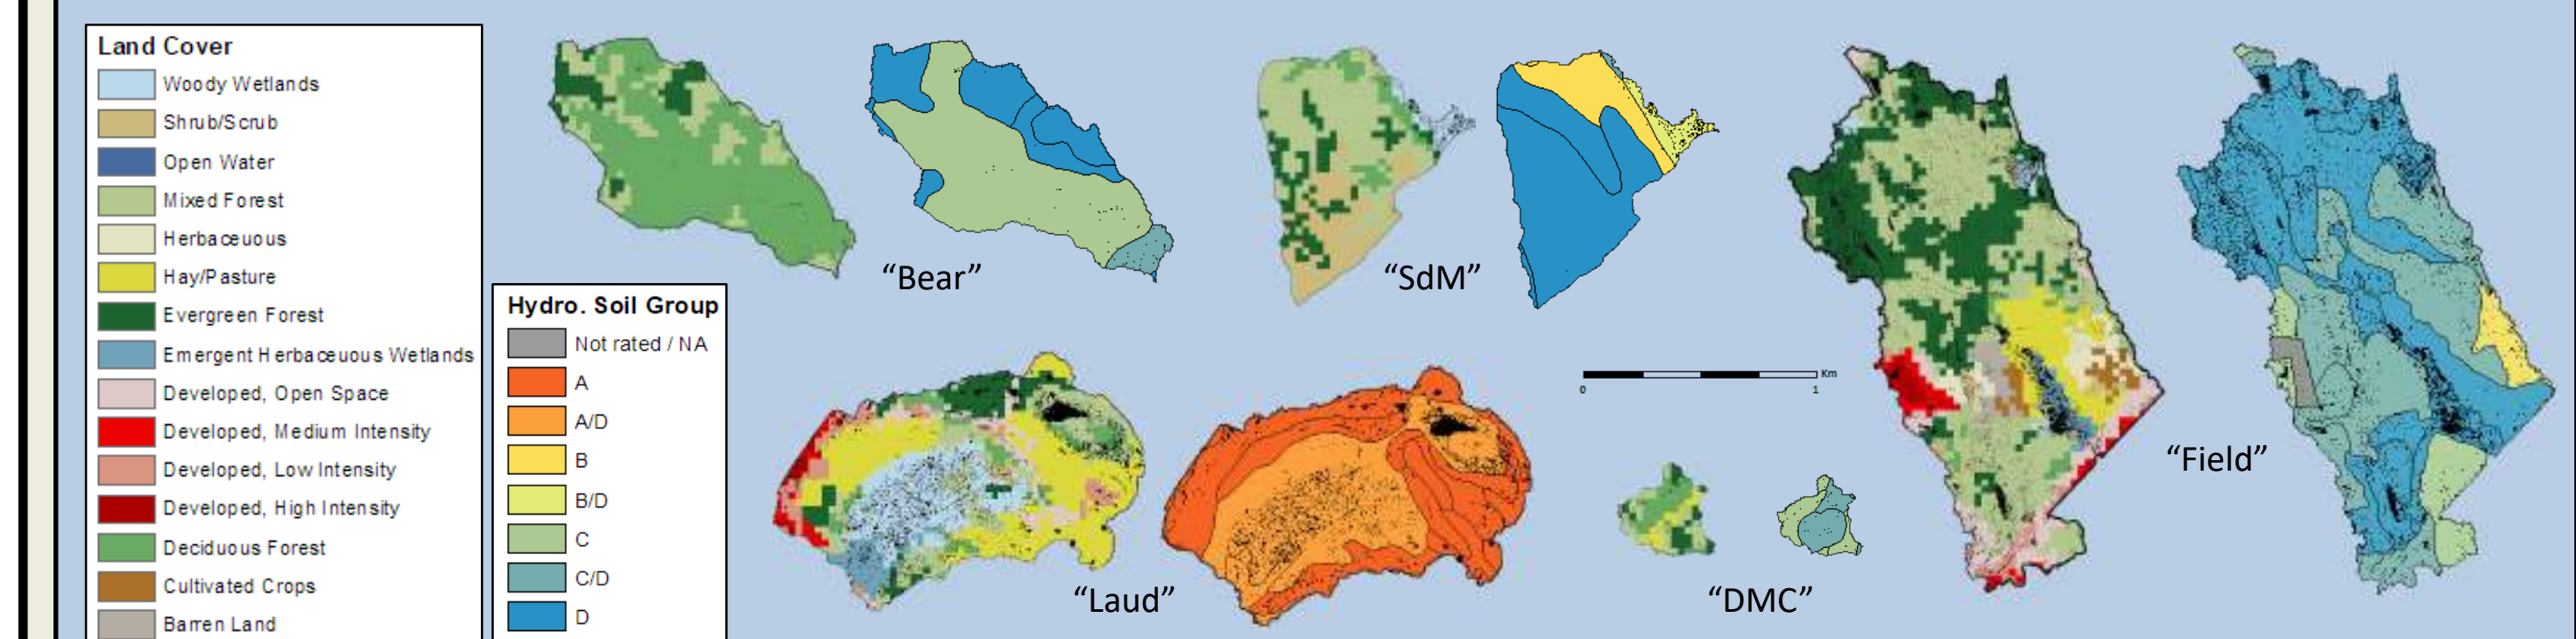 Land Cover
Woody Wetlands
Shrub/Scrub
Open Water
Mixed Forest
Herbaceuous
Hay/Pasture
Evergreen Forest
Emergent Herbaceuous Wetlands
Developed, Open Space
Developed, Medium Intensity
Developed, Low Intensity
Developed, High Intensity
Deciduous Forest
Cultivated Crops
Barren Land
Hydro. Soil Group
Not rated / NA
A
A/D
B
B/D
C
C/D
D
“Bear”
“SdM”
Km
0 1
“Field”
“Laud”
“DMC”